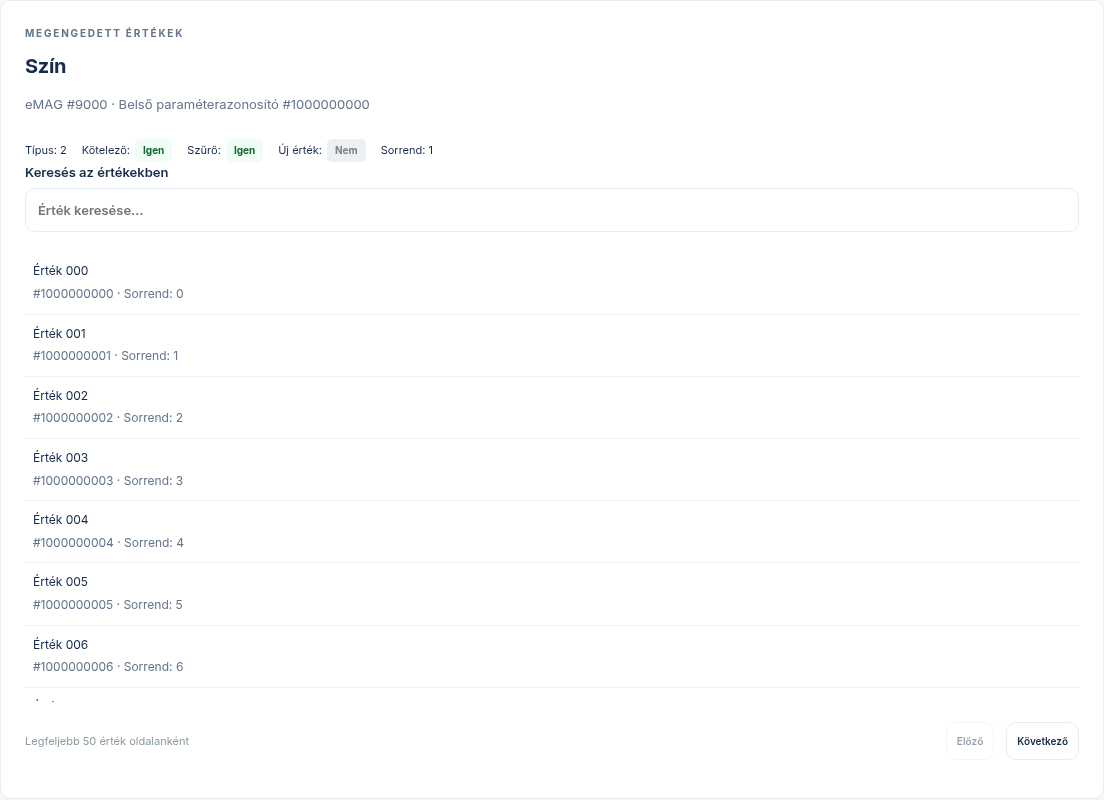 MEGENGEDETT ÉRTÉKEK
Szín
eMAG #9000 · Belső paraméterazonosító #1000000000
Típus: 2 Kötelező: Igen Szűrő: Igen Új érték: Nem Sorrend: 1
Keresés az értékekben
Érték keresése...
Érték 000
#1000000000 · Sorrend: 0
Érték 001
#1000000001 · Sorrend: 1
Érték 002
#1000000002 · Sorrend: 2
Érték 003
#1000000003 · Sorrend: 3
Érték 004
#1000000004 · Sorrend: 4
Érték 005
#1000000005 · Sorrend: 5
Érték 006
#1000000006 · Sorrend: 6
Legfeljebb 50 érték oldalanként
Előző Következő